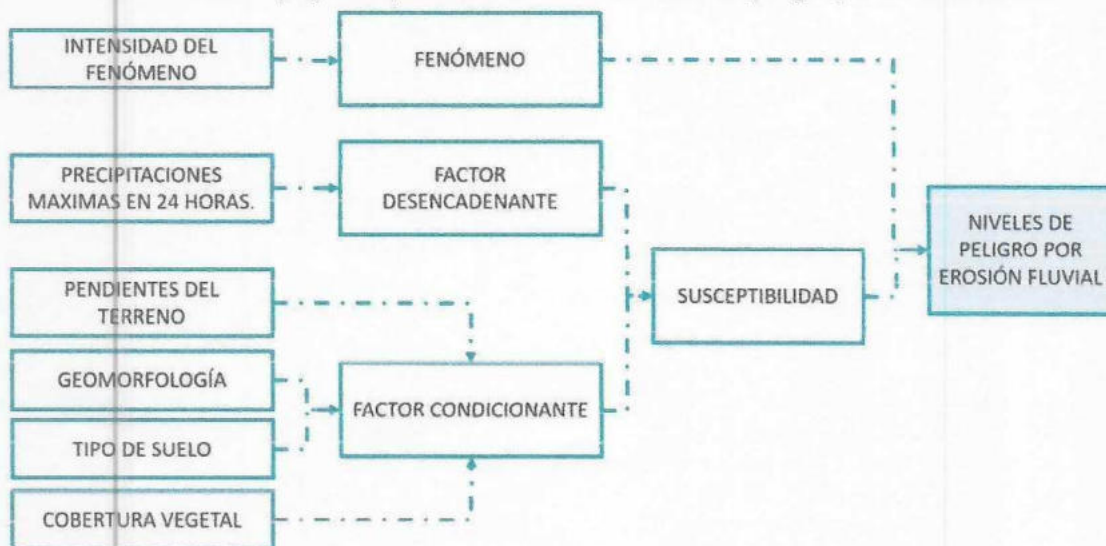 INTENSIDAD DEL
FENÓMENO
FENÓMENO
PRECIPITACIONES
MAXIMAS EN 24 HORAS.
FACTOR
DESENCADENANTE
PENDIENTES DEL
TERRENO
GEOMORFOLOGÍA
TIPO DE SUELO
COBERTURA VEGETAL
FACTOR CONDICIONANTE
SUSCEPTIBILIDAD
NIVELES DE
PELIGRO POR
EROSIÓN FLUVIAL